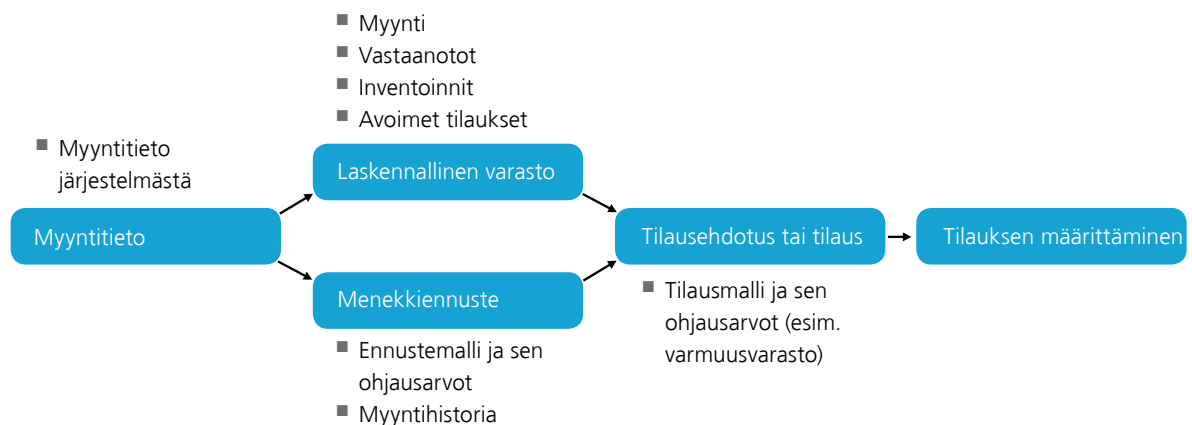 Myynti
Vastaanotot
Inventoinnit
Avoimet tilaukset
Myyntitieto
järjestelmästä
Laskennallinen varasto
Myyntitieto
Tilausehdotus tai tilaus
Tilauksen määrittäminen
Menekkiennuste
Tilausmalli ja sen
ohjausarvot (esim.
varmuusvarasto)
Ennustemalli ja sen
ohjausarvot
Myyntihistoria